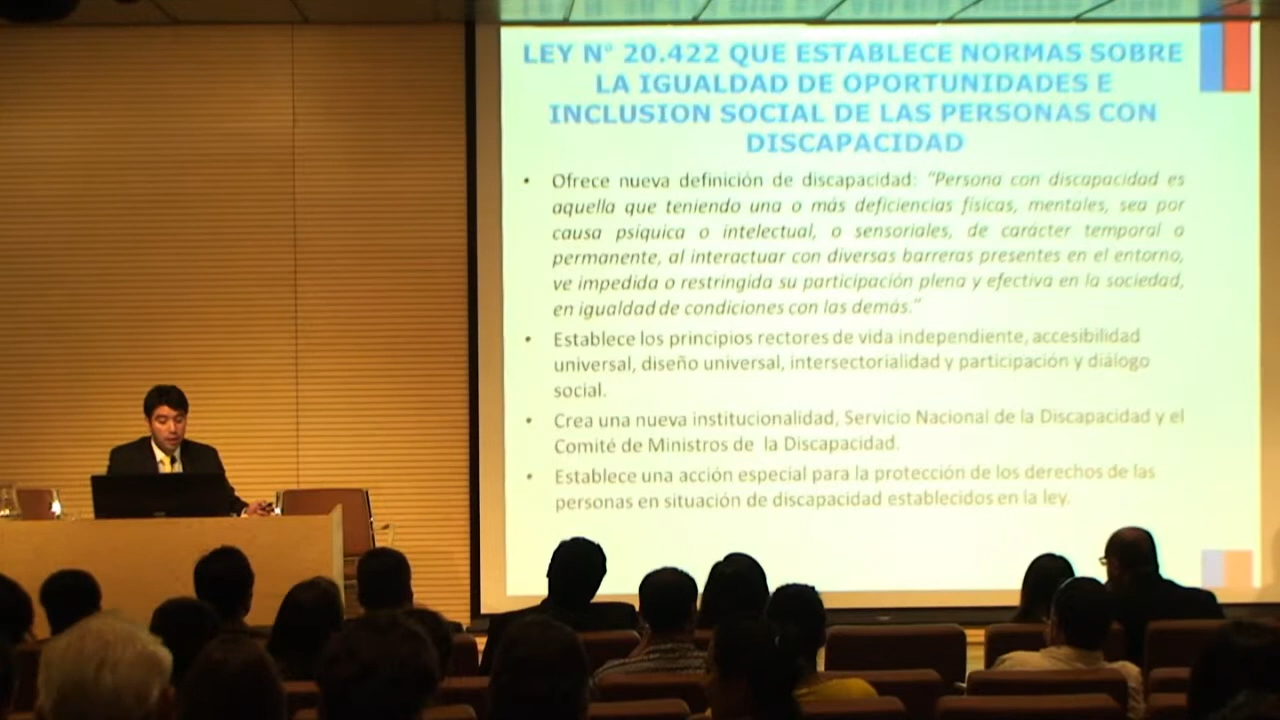 LEY N° 20.422 QUE ESTABLECE NORMAS SOBRE
LA IGUALDAD DE OPORTUNIDADES E
INCLUSION SOCIAL DE LAS PERSONAS CON
DISCAPACIDAD
• Ofrece nueva definición de discapacidad: "Persona con discapacidad es
aquella que teniendo una o más deficiencias físicas, mentales, sea por
causa psíquica o intelectual, o sensoriales, de carácter temporal o
permanente, al interactuar con diversas barreras presentes en el entorno,
ve impedida o restringida su participación plena y efectiva en la sociedad,
en igualdad de condiciones con las demás."
• Establece los principios rectores de vida independiente, accesibilidad
universal, diseño universal, intersectorialidad y participación y diálogo
social.
• Crea una nueva institucionalidad, Servicio Nacional de la Discapacidad y el
Comité de Ministros de la Discapacidad.
• Establece una acción especial para la protección de los derechos de las
personas en situación de discapacidad establecidos en la ley.